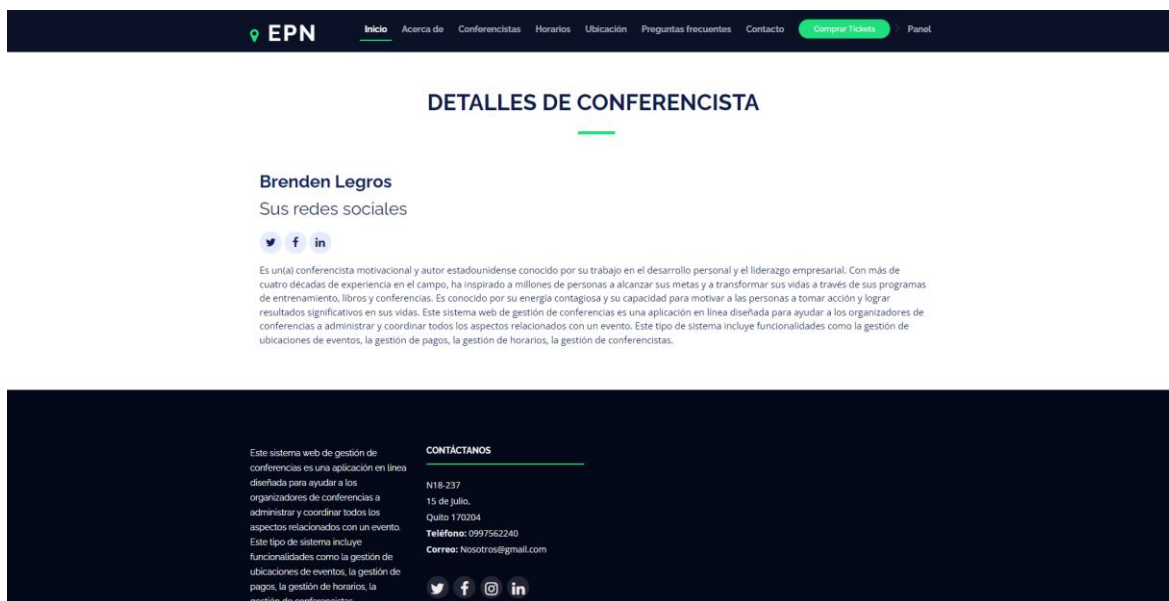 EPN
Inicio Acerca de Conferencistas Horarios Ubicación Preguntas frecuentes Contacto Comprar Tickets Panel
DETALLES DE CONFERENCISTA
Brenden Legros
Sus redes sociales
Es un(a) conferencista motivacional y autor estadounidense conocido por su trabajo en el desarrollo personal y el liderazgo empresarial. Con más de
cuatro décadas de experiencia en el campo, ha inspirado a millones de personas a alcanzar sus metas y a transformar sus vidas a través de sus programas
de entrenamiento, libros y conferencias. Es conocido por su energía contagiosa y su capacidad para motivar a las personas a tomar acción y lograr
resultados significativos en sus vidas. Este sistema web de gestión de conferencias es una aplicación en línea diseñada para ayudar a los organizadores de
conferencias a administrar y coordinar todos los aspectos relacionados con un evento. Este tipo de sistema incluye funcionalidades como la gestión de
ubicaciones de eventos, la gestión de pagos, la gestión de horarios, la gestión de conferencistas.
Este sistema web de gestión de
conferencias es una aplicación en línea
diseñada para ayudar a los
organizadores de conferencias a
administrar y coordinar todos los
aspectos relacionados con un evento.
Este tipo de sistema incluye
funcionalidades como la gestión de
ubicaciones de eventos, la gestión de
pagos, la gestión de horarios, la
gestión de conferencistas.
CONTÁCTANOS
N18-237
15 de Julio,
Quito 170204
Teléfono: 0997562240
Correo: Nosotros@gmail.com